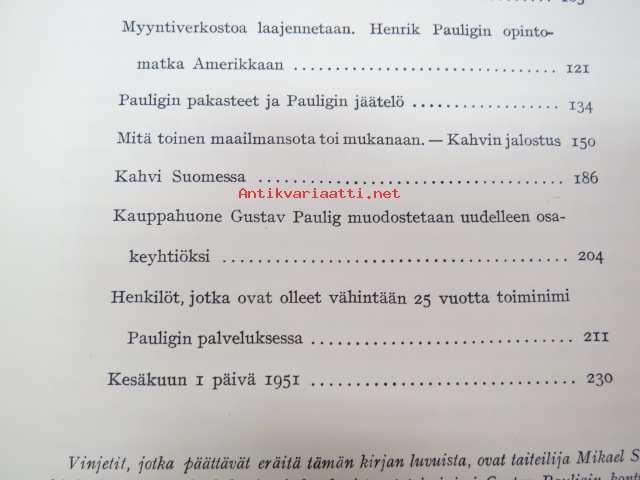 Myyntiverkostoa laajennetaan. Henrik Pauligin opinto-
matka Amerikkaan ................................. 121
Pauligin pakasteet ja Pauligin jäätelö .................. 134
Mitä toinen maailmansota toi mukanaan. — Kahvin jalostus 150
Kahvi Suomessa ...................................... 186
Antikvariaatti.net
Kauppahuone Gustav Paulig muodostetaan uudelleen osa-
keyhtiöksi ............................................ 204
Henkilöt, jotka ovat olleet vähintään 25 vuotta toiminimi
Pauligin palveluksessa ................................. 211
Kesäkuun 1 päivä 1951 ................................. 230
Vinjetit, jotka päättävät eräitä tämän kirjan luvuista, ovat taiteilija Mikael